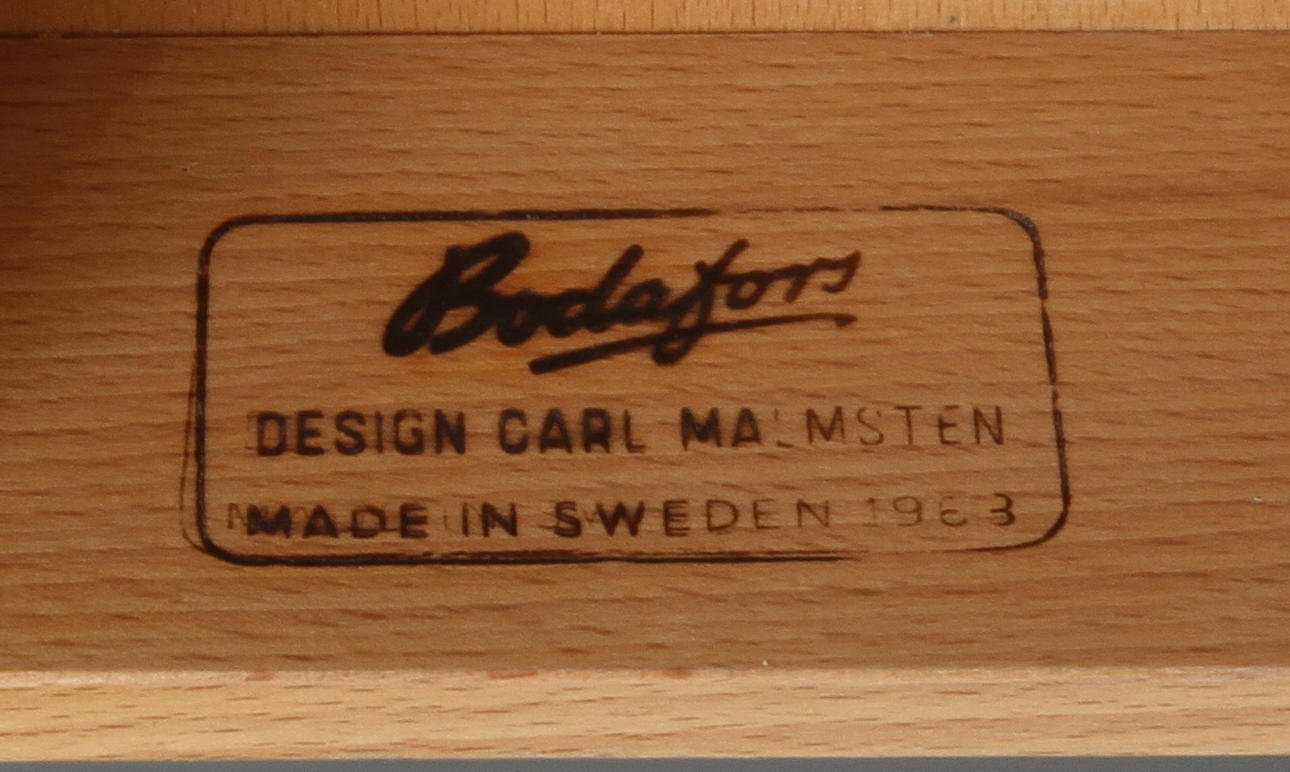 Bodafors
DESIGN CARL MALMSTEN
MADE IN SWEDEN 1963